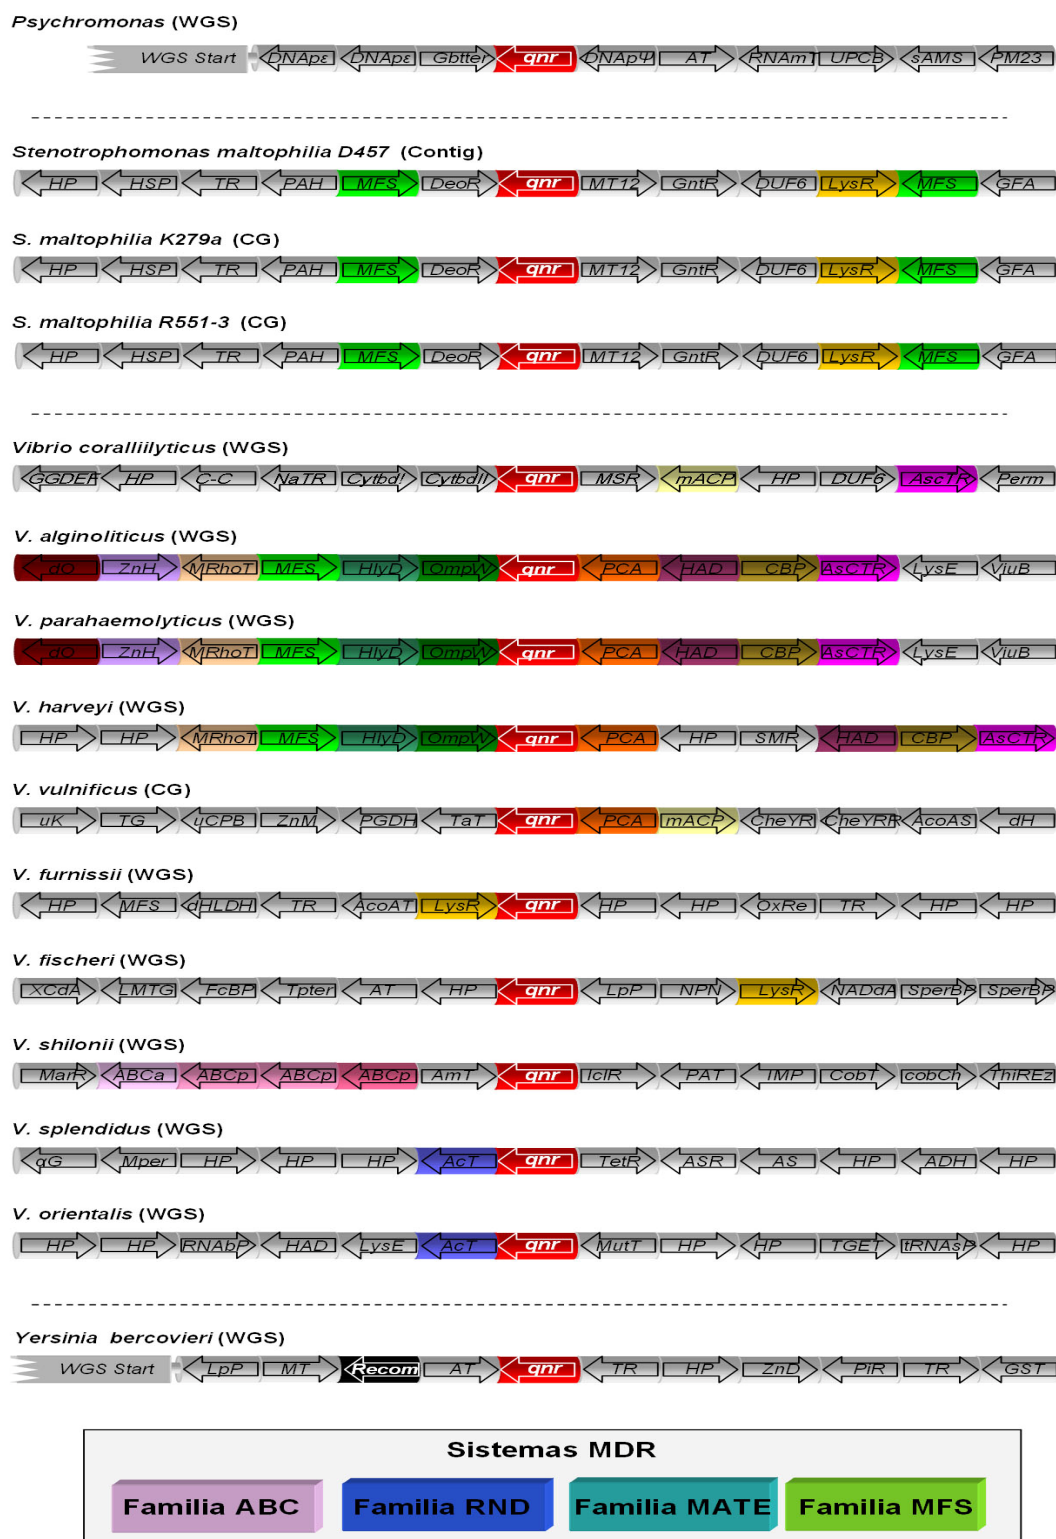 Psychromonas (WGS)
WGS Start DNApε DNApε Gbtter qnr DNApΨ AT RNAmT UPCB sAMS PM23
Stenotrophomonas maltophilia D457 (Contig)
HP HSP TR PAH MFS DeoR qnr MT12 GntR DUF6 LysR MFS GFA
S. maltophilia K279a (CG)
HP HSP TR PAH MFS DeoR qnr MT12 GntR DUF6 LysR MFS GFA
S. maltophilia R551-3 (CG)
HP HSP TR PAH MFS DeoR qnr MT12 GntR DUF6 LysR MFS GFA
Vibrio coralliilyticus (WGS)
GGDEF HP C-C NaTR CytbdI CytbdII qnr MSR mACP HP DUF6 AscTR Perm
V. alginoliticus (WGS)
dO ZnH MRhoT MFS HlyD OmpW qnr PCA HAD CBP AsCTR LysE ViuB
V. parahaemolyticus (WGS)
dO ZnH MRhoT MFS HlyD OmpW qnr PCA HAD CBP AsCTR LysE ViuB
V. harveyi (WGS)
HP HP MRhoT MFS HlyD OmpW qnr PCA HP SMR HAD CBP AsCTR
V. vulnificus (CG)
uK TG uCPB ZnM PGDH TaT qnr PCA mACP CheYR CheYRR AcoAS dH
V. furnissii (WGS)
HP MFS dHLDH TR AcoAT LysR qnr HP HP OxRe TR HP HP
V. fischeri (WGS)
XCdA LMTG FcBP Tpter AT HP qnr LpP NPN LysR NADdA SperBP SperBP
V. shilonii (WGS)
MarR ABCa ABCp ABCp ABCp AmT qnr IclR PAT IMP CobT cobCh ThiREz
V. splendidus (WGS)
αG Mper HP HP HP AcT qnr TetR ASR AS HP ADH HP
V. orientalis (WGS)
HP HP RNAbP HAD LysE AcT qnr MutT HP HP TGET tRNAsP HP
Yersinia bercovieri (WGS)
WGS Start LpP MT Recom AT qnr TR HP ZnD PiR TR GST
Sistemas MDR
Familia ABC Familia RND Familia MATE Familia MFS